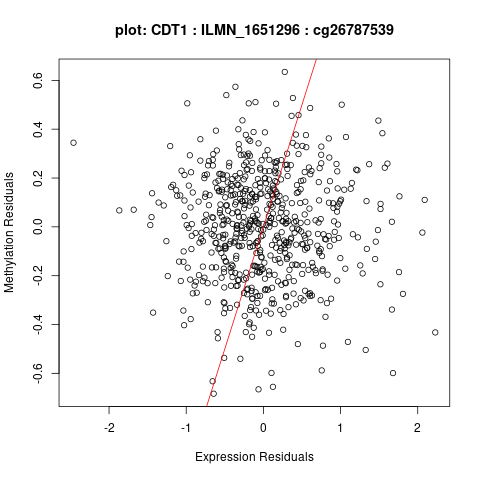 plot: CDT1 : ILMN_1651296 : cg26787539
Methylation Residuals
0.6
0.4
0.2
0.0
-0.2
-0.4
-0.6
-2 -1 0 1 2
Expression Residuals